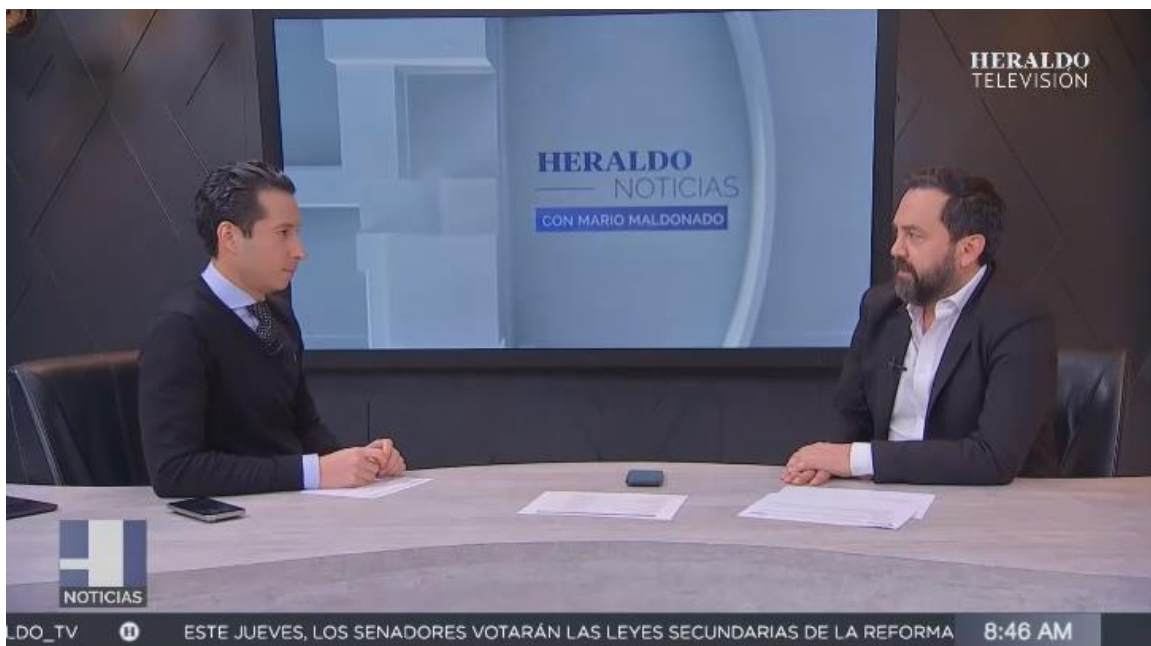 HERALDO
TELEVISIÓN
HERALDO
NOTICIAS
CON MARIO MALDONADO
NOTICIAS
LDO_TV
ESTE JUEVES, LOS SENADORES VOTARÁN LAS LEYES SECUNDARIAS DE LA REFORMA
8:46 AM